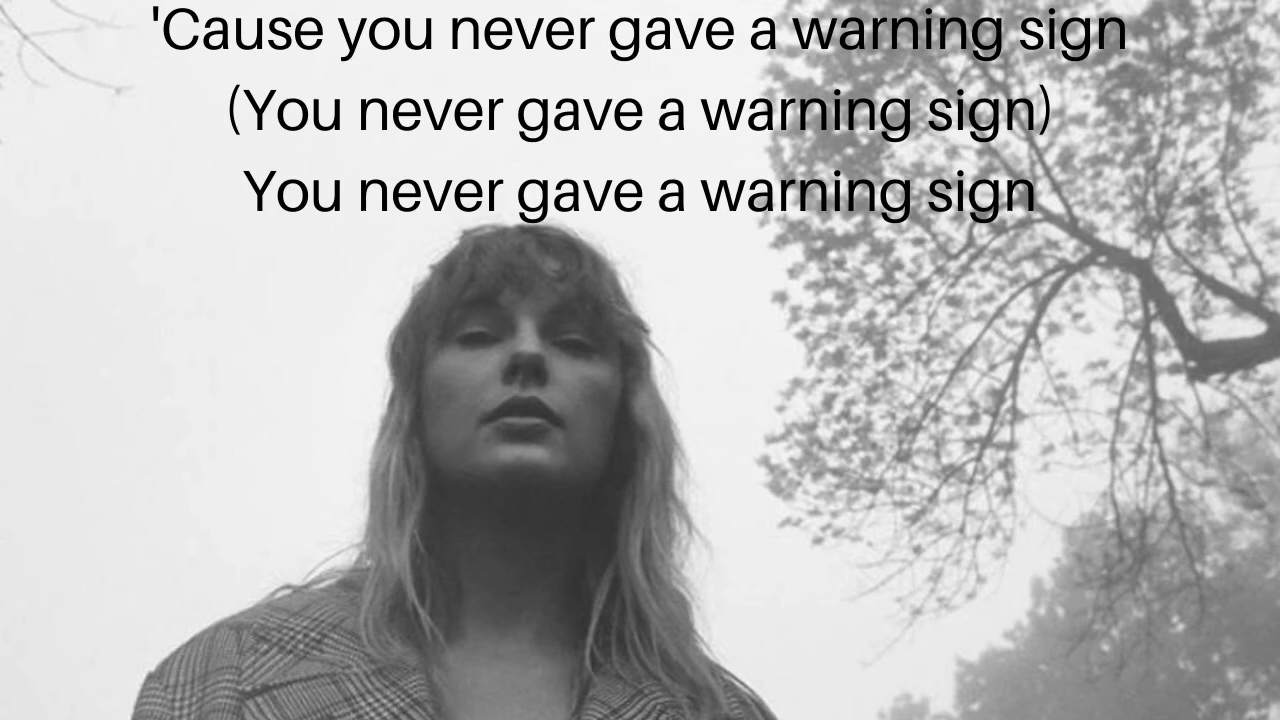 'Cause you never gave a warning sign
(You never gave a warning sign)
You never gave a warning sign